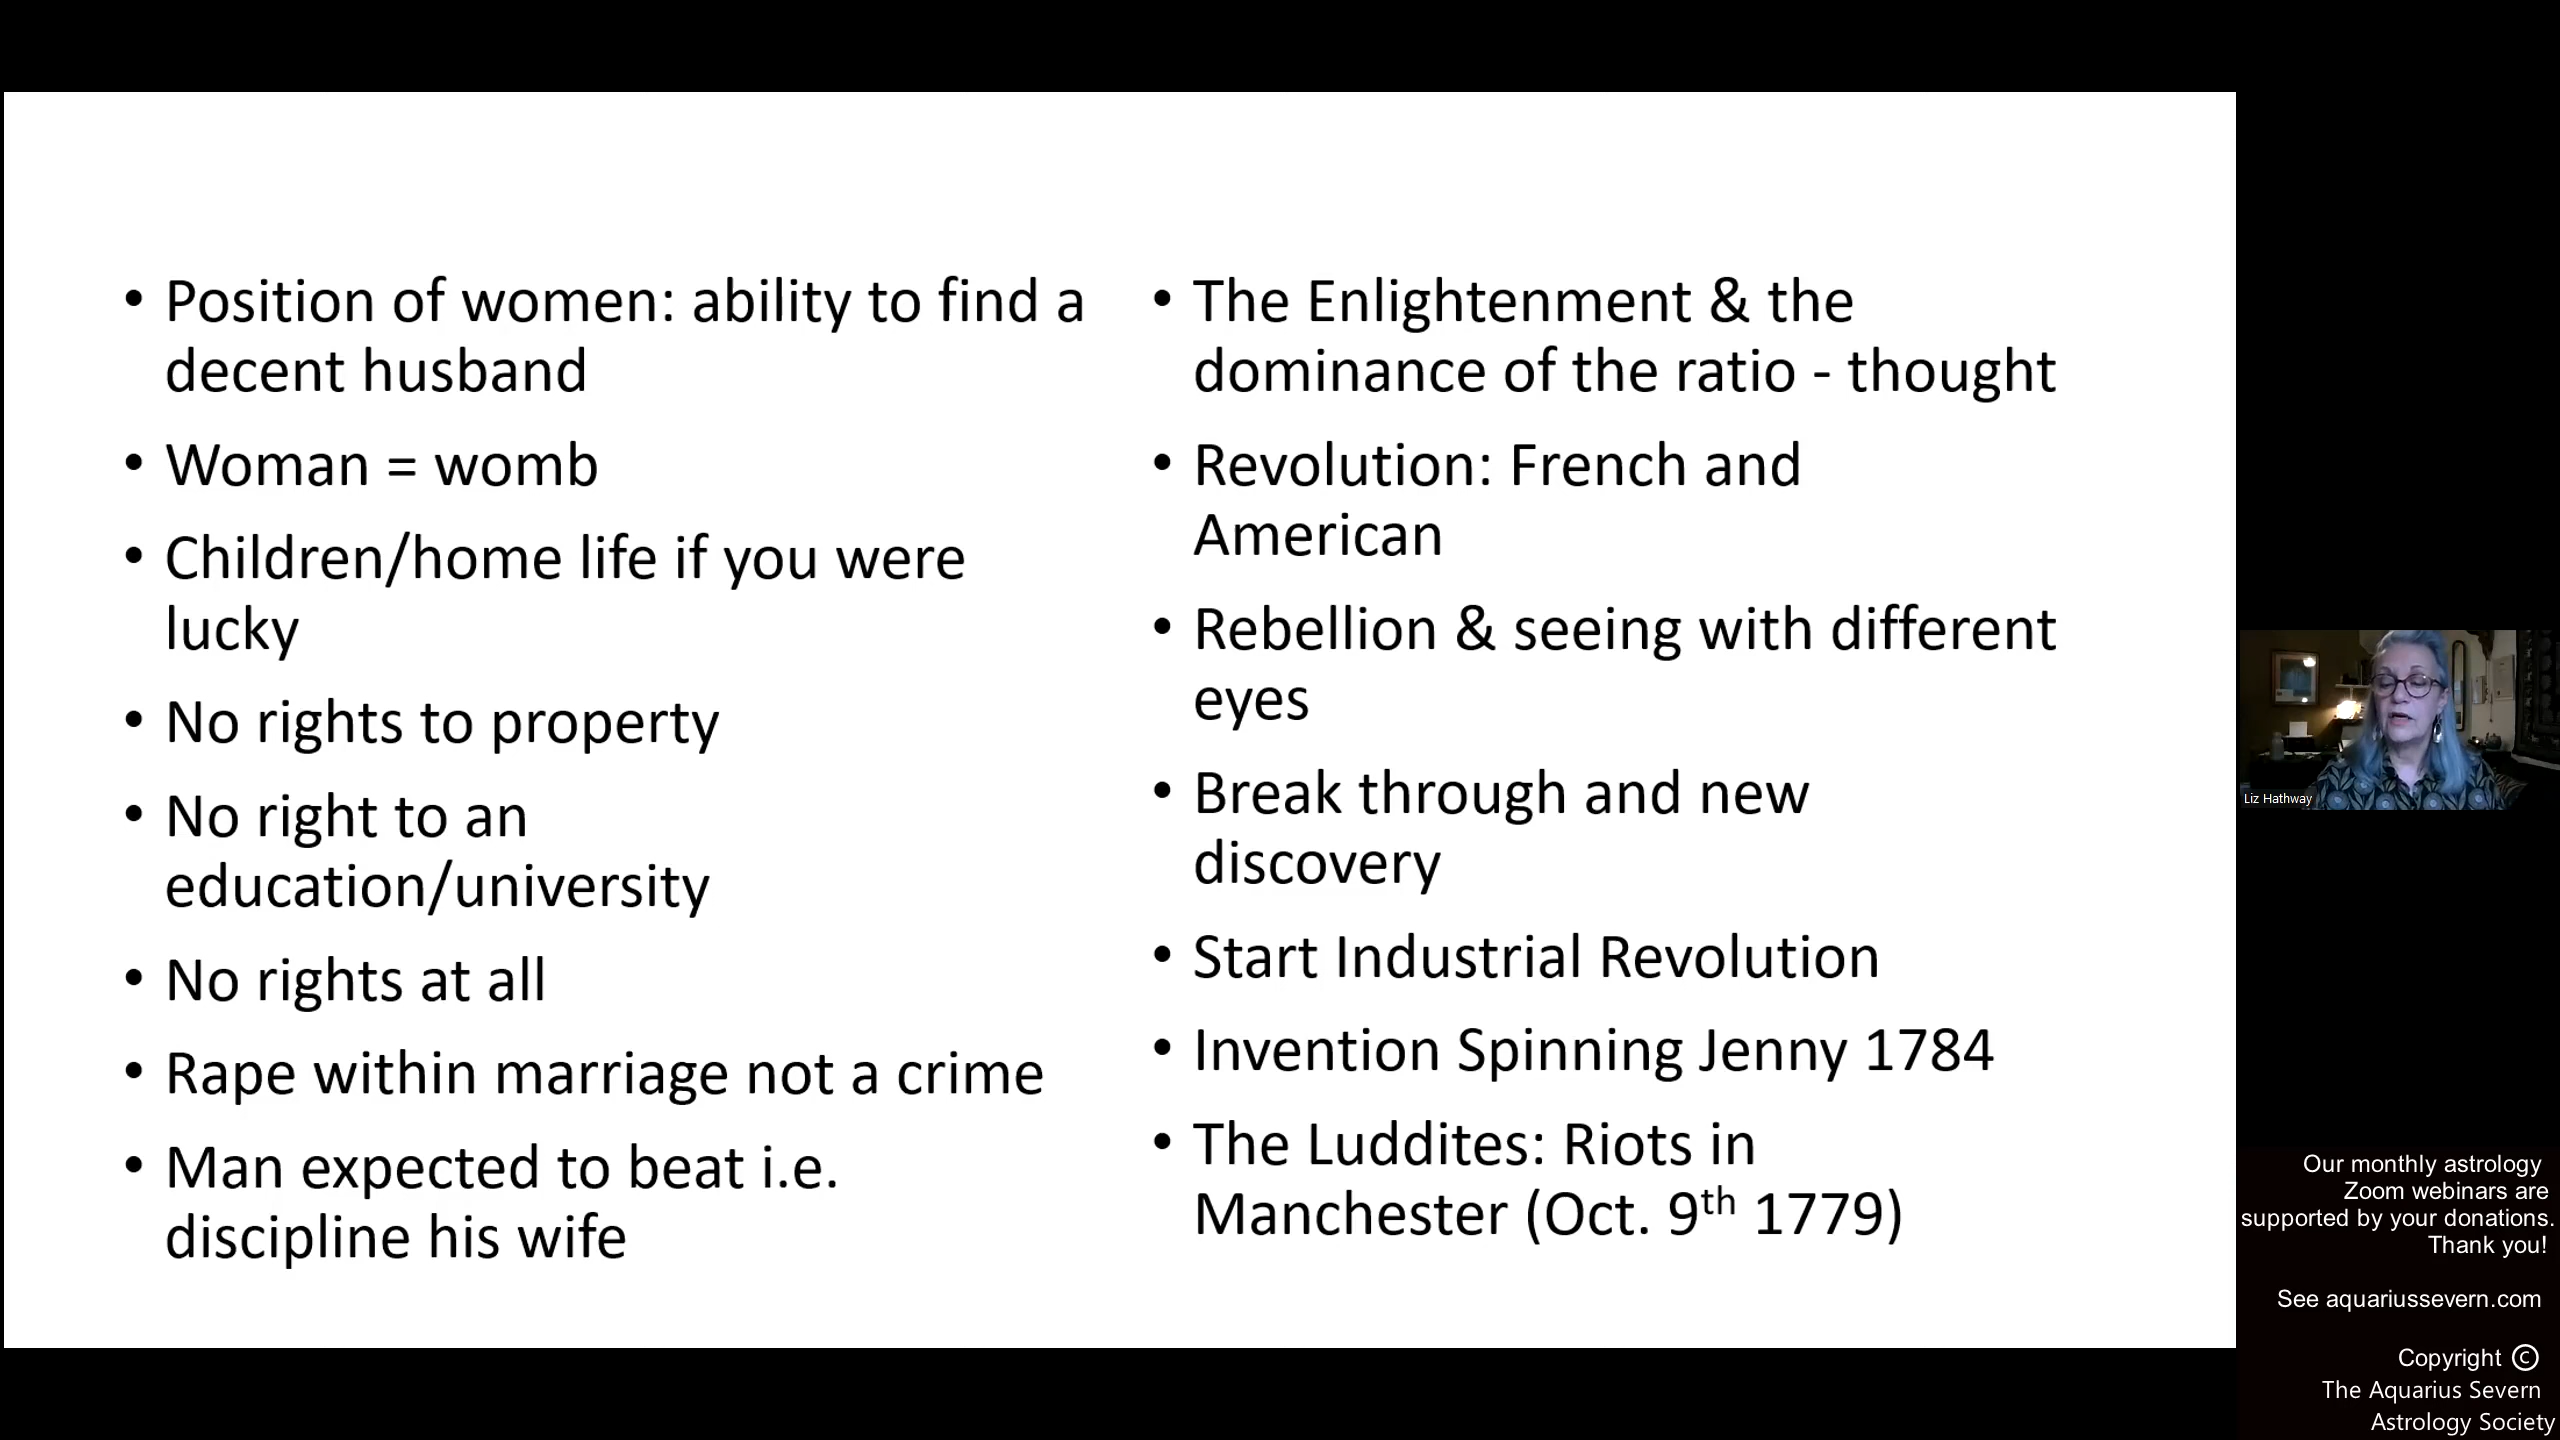 • Position of women: ability to find a
decent husband
• Woman = womb
• Children/home life if you were
lucky
• No rights to property
• No right to an
education/university
• No rights at all
• Rape within marriage not a crime
• Man expected to beat i.e.
discipline his wife
• The Enlightenment & the
dominance of the ratio - thought
• Revolution: French and
American
• Rebellion & seeing with different
eyes
• Break through and new
discovery
• Start Industrial Revolution
• Invention Spinning Jenny 1784
• The Luddites: Riots in
Manchester (Oct. 9th 1779)
Liz Hathway
Our monthly astrology
Zoom webinars are
supported by your donations.
Thank you!
See aquariussevern.com
Copyright ©
The Aquarius Severn
Astrology Society